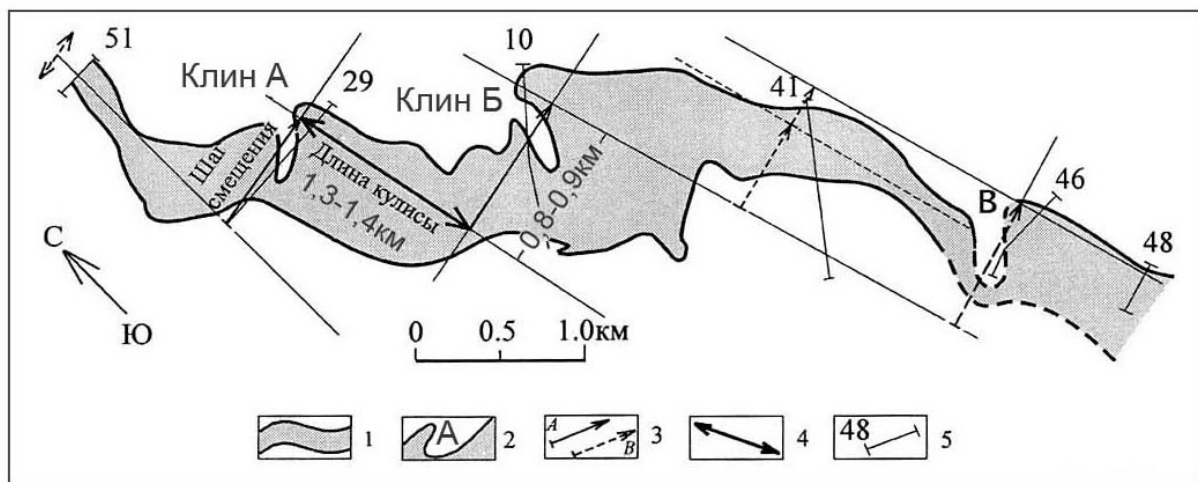 51
10
Клин А
29
Клин Б
41
Шаг
смещения
Длина кулисы
1,3-1,4км
0,8-0,9км
В
46
48
С
Ю
0 0.5 1.0км
1
А 2
А В 3
4
48 5